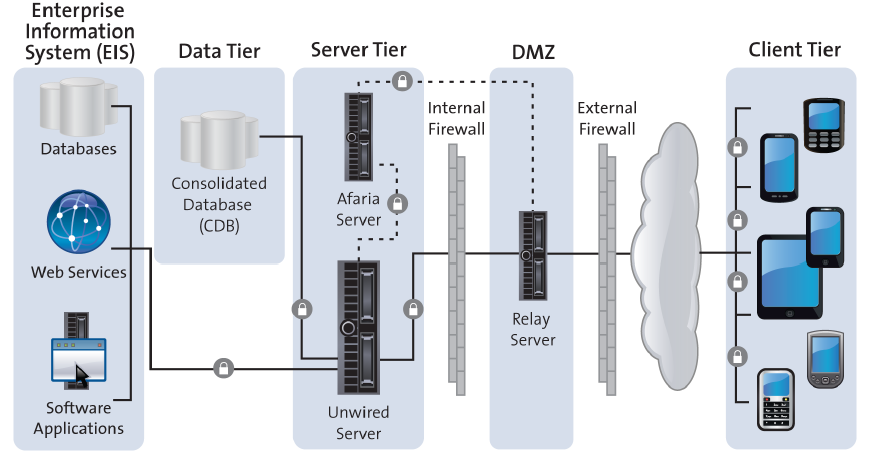 Enterprise
Information
System (EIS)
Data Tier
Server Tier
DMZ
Client Tier
Databases
Web Services
Software
Applications
Consolidated
Database
(CDB)
Afaria
Server
Unwired
Server
Internal
Firewall
Relay
Server
External
Firewall